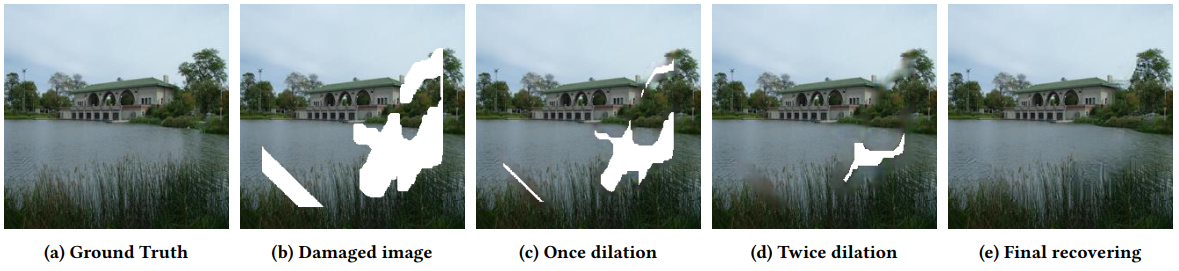 (a) Ground Truth
(b) Damaged image
(c) Once dilation
(d) Twice dilation
(e) Final recovering